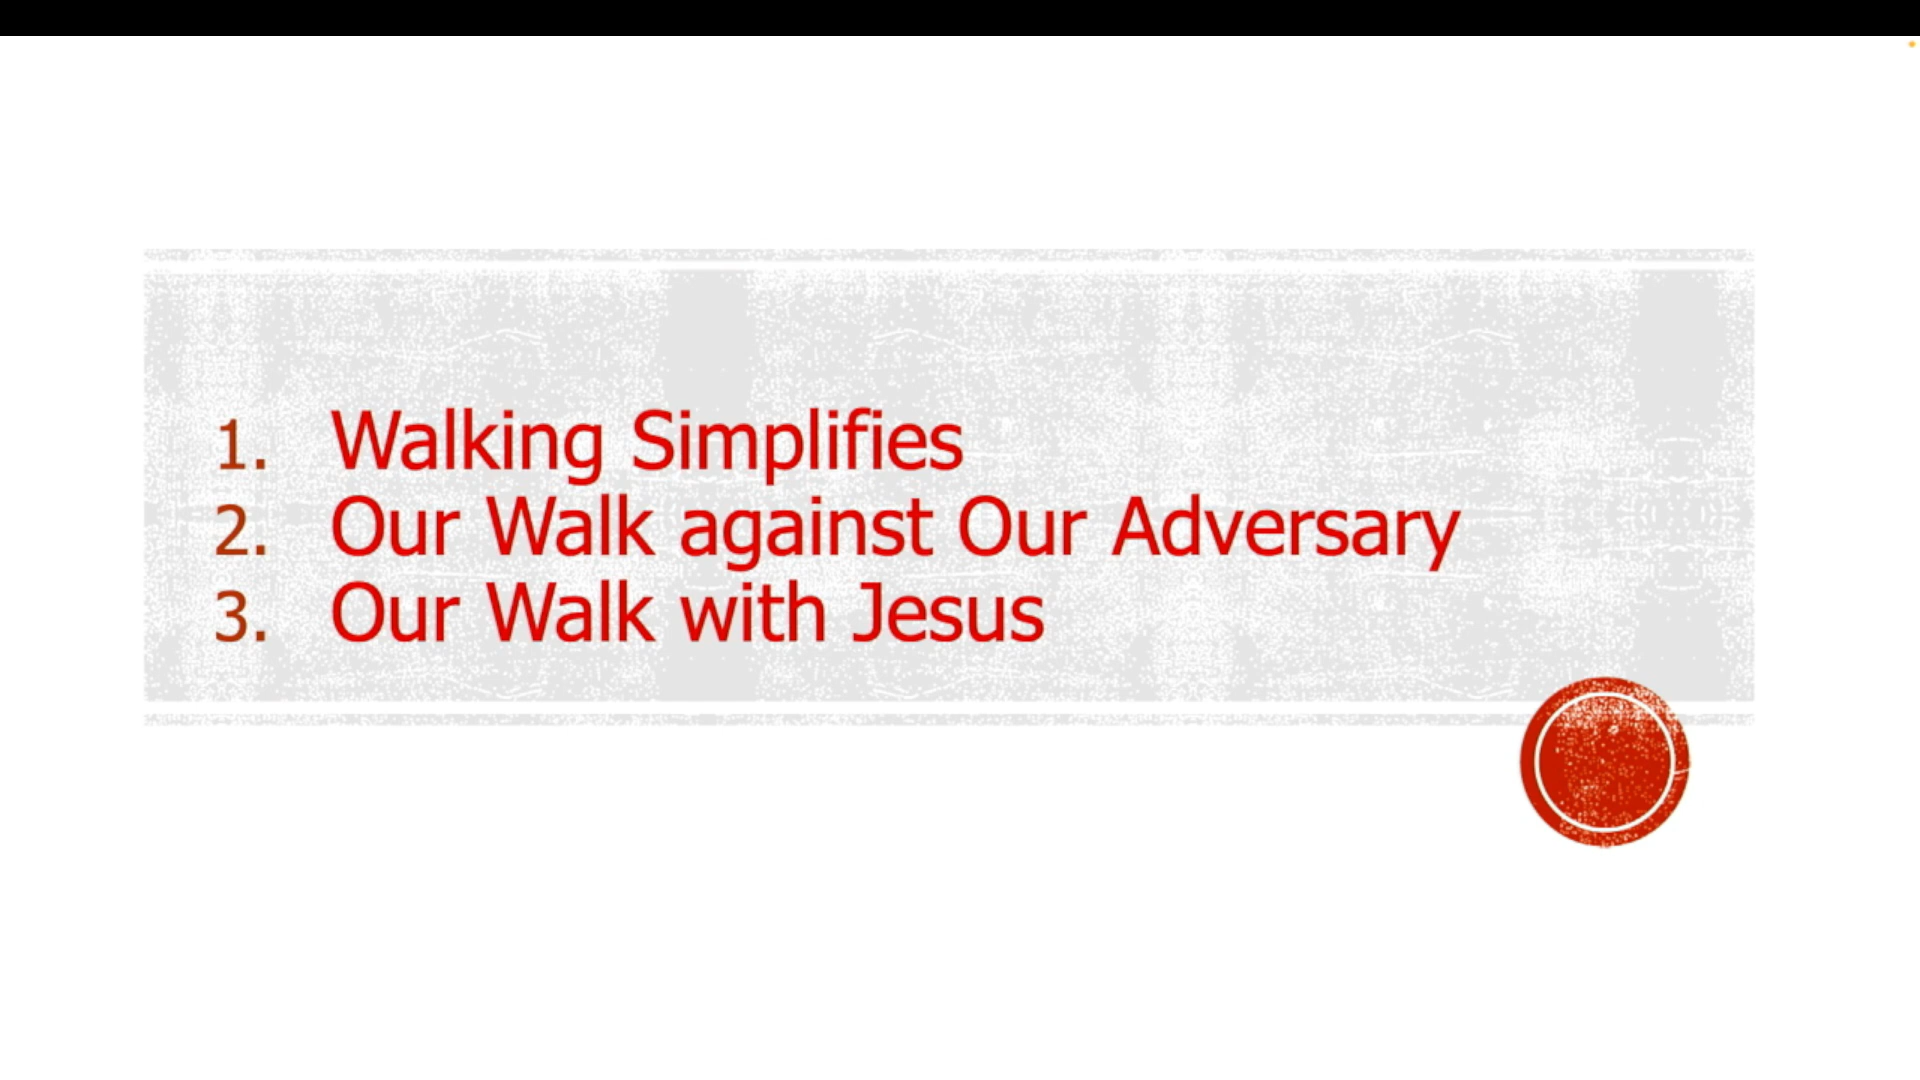 1. Walking Simplifies
2. Our Walk against Our Adversary
3. Our Walk with Jesus